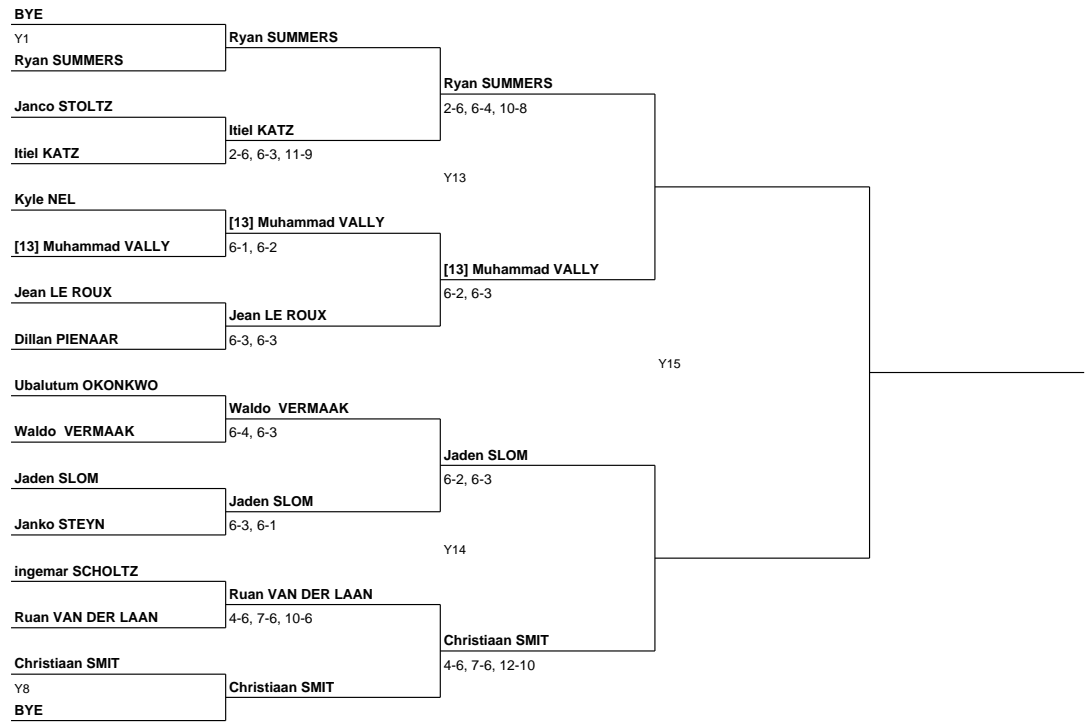 BYE
Y1
Ryan SUMMERS
Ryan SUMMERS
Janco STOLTZ
Itiel KATZ
Itiel KATZ
2-6, 6-3, 11-9
Ryan SUMMERS
2-6, 6-4, 10-8
Y13
Kyle NEL
[13] Muhammad VALLY
[13] Muhammad VALLY
6-1, 6-2
Jean LE ROUX
Dillan PIENAAR
Jean LE ROUX
6-3, 6-3
[13] Muhammad VALLY
6-2, 6-3
Y15
Ubalutum OKONKWO
Waldo  VERMAAK
Waldo  VERMAAK
6-4, 6-3
Jaden SLOM
Janko STEYN
Jaden SLOM
6-3, 6-1
Jaden SLOM
6-2, 6-3
Y14
ingemar SCHOLTZ
Ruan VAN DER LAAN
Ruan VAN DER LAAN
4-6, 7-6, 10-6
Christiaan SMIT
Y8
BYE
Christiaan SMIT
Christiaan SMIT
4-6, 7-6, 12-10